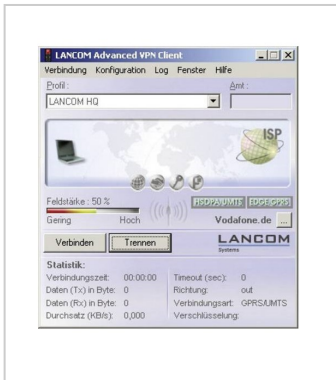 LANCOM Advanced VPN Client
Verbindung Konfiguration Log Fenster Hilfe
Profil: Amt:
LANCOM HQ
ISP
Feldstärke: 50 % HSDPA/UMTS EDGE/GPRS
Gering Hoch Vodafone.de ...
Verbinden Trennen LANCOM
Systems
Statistik:
Verbindungszeit: 00:00:00 Timeout (sec): 0
Daten (Tx) in Byte: 0 Richtung: out
Daten (Rx) in Byte: 0 Verbindungsart: GPRS/UMTS
Durchsatz (KB/s): 0,000 Verschlüsselung: